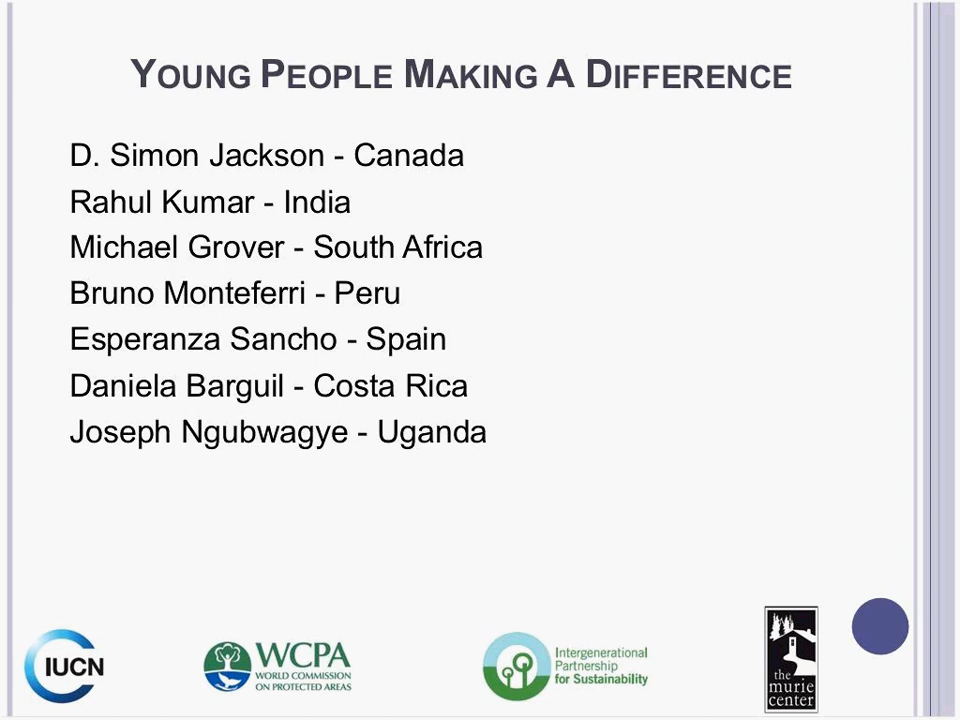 YOUNG PEOPLE MAKING A DIFFERENCE
D. Simon Jackson - Canada
Rahul Kumar - India
Michael Grover - South Africa
Bruno Monteferri - Peru
Esperanza Sancho - Spain
Daniela Barguil - Costa Rica
Joseph Ngubwagye - Uganda
IUCN
WCPA
WORLD COMMISSION
ON PROTECTED AREAS
Intergenerational
Partnership
for Sustainability
the
murie
center